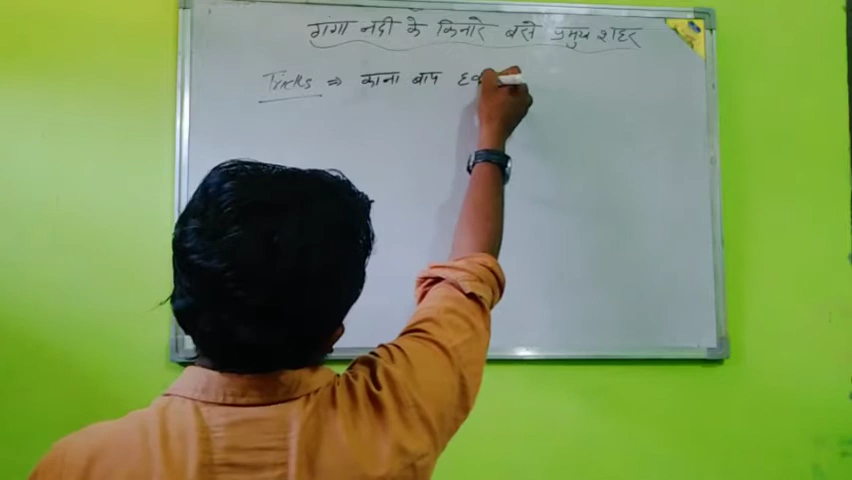 गंगा नदी के किनारे बसे प्रमुख शहर
Tricks ⇒ काना बाप